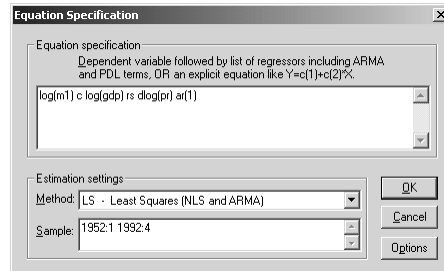 Equation Specification
Equation specification
Dependent variable followed by list of regressors including ARMA
and PDL terms, OR an explicit equation like Y=c(1)+c(2)*X.
log(m1) c log(gdp) rs dlog(pr) ar(1)
Estimation settings
Method: LS - Least Squares (NLS and ARMA)
Sample: 1952:1 1992:4
OK
Cancel
Options